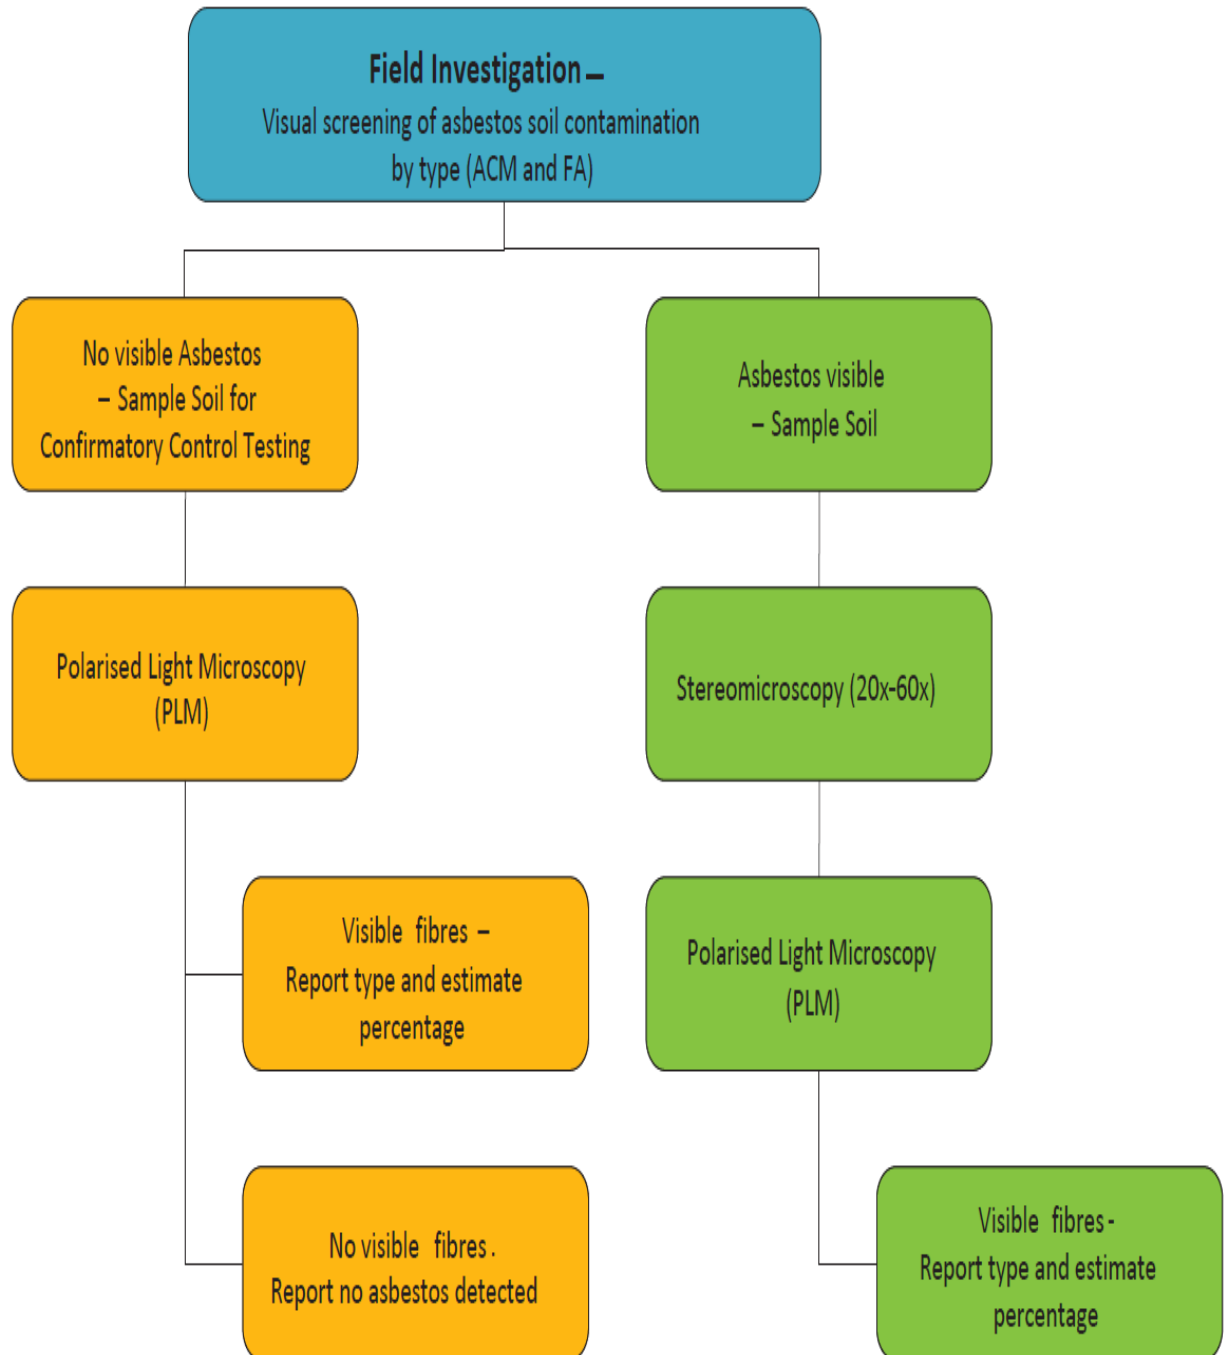 Field Investigation –
Visual screening of asbestos soil contamination
by type (ACM and FA)
No visible Asbestos
– Sample Soil for
Confirmatory Control Testing
Asbestos visible
– Sample Soil
Polarised Light Microscopy
(PLM)
Stereomicroscopy (20x-60x)
Visible fibres –
Report type and estimate
percentage
Polarised Light Microscopy
(PLM)
No visible fibres .
Report no asbestos detected
Visible fibres -
Report type and estimate
percentage